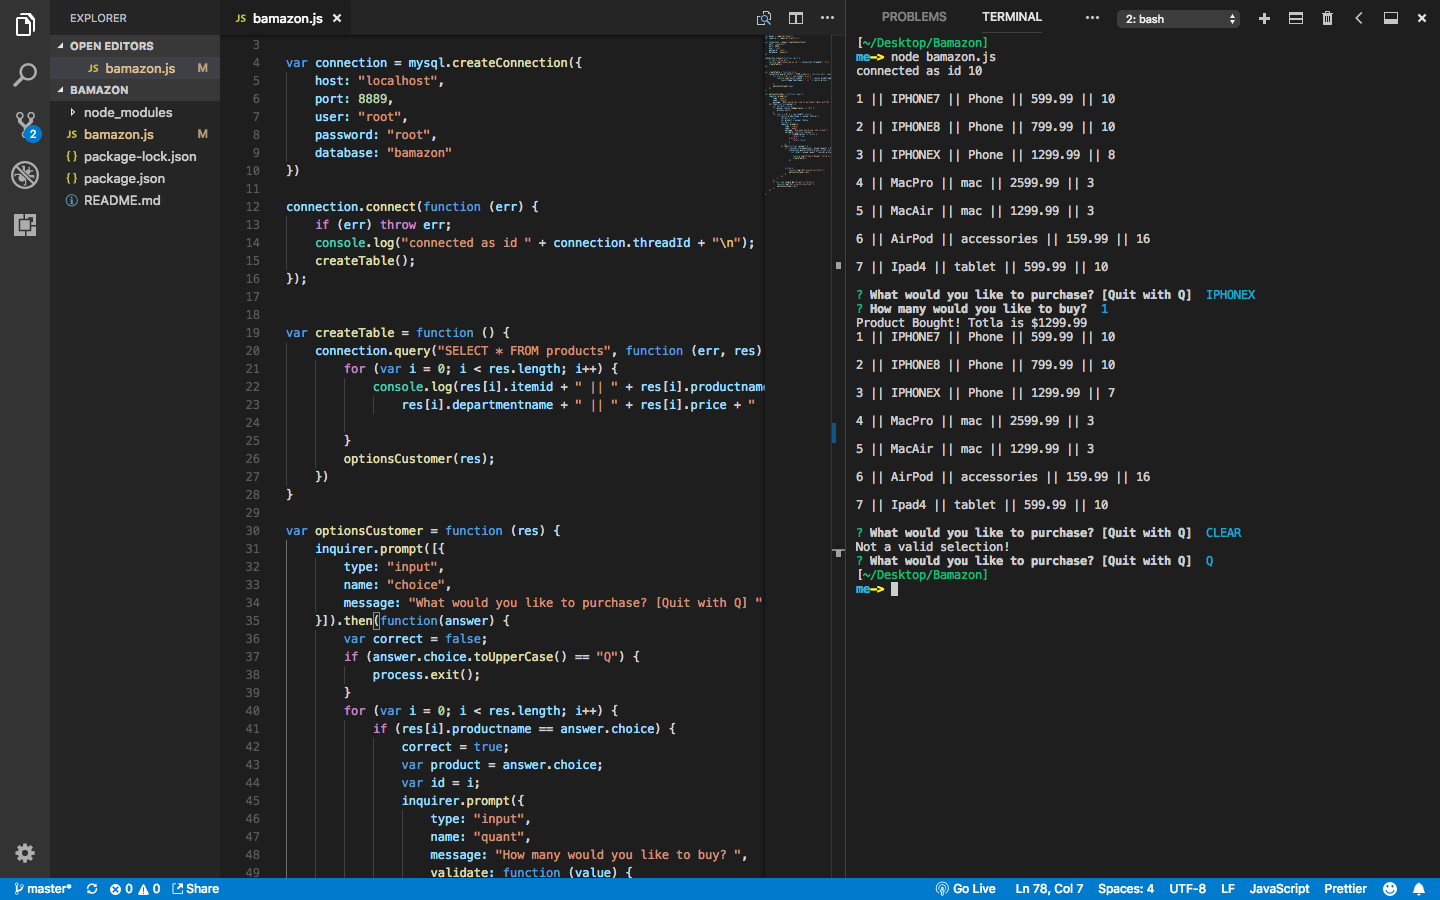 EXPLORER
OPEN EDITORS
JS bamazon.js M
BAMAZON
node_modules
JS bamazon.js M
{} package-lock.json
{} package.json
README.md
2
JS bamazon.js ×
3
4 var connection = mysql.createConnection({
5 host: "localhost",
6 port: 8889,
7 user: "root",
8 password: "root",
9 database: "bamazon"
10 })
11
12 connection.connect(function (err) {
13 if (err) throw err;
14 console.log("connected as id " + connection.threadId + "\n");
15 createTable();
16 });
17
18
19 var createTable = function () {
20 connection.query("SELECT * FROM products", function (err, res)
21 for (var i = 0; i < res.length; i++) {
22 console.log(res[i].itemid + " || " + res[i].productname
23 res[i].departmentname + " || " + res[i].price + "
24
25 }
26 optionsCustomer(res);
27 })
28 }
29
30 var optionsCustomer = function (res) {
31 inquirer.prompt([{
32 type: "input",
33 name: "choice",
34 message: "What would you like to purchase? [Quit with Q] "
35 }]).then(function(answer) {
36 var correct = false;
37 if (answer.choice.toUpperCase() == "Q") {
38 process.exit();
39 }
40 for (var i = 0; i < res.length; i++) {
41 if (res[i].productname == answer.choice) {
42 correct = true;
43 var product = answer.choice;
44 var id = i;
45 inquirer.prompt({
46 type: "input",
47 name: "quant",
48 message: "How many would you like to buy? ",
49 validate: function (value) {
PROBLEMS TERMINAL ··· 2: bash
[~/Desktop/Bamazon]
me—> node bamazon.js
connected as id 10
1 || IPHONE7 || Phone || 599.99 || 10
2 || IPHONE8 || Phone || 799.99 || 10
3 || IPHONEX || Phone || 1299.99 || 8
4 || MacPro || mac || 2599.99 || 3
5 || MacAir || mac || 1299.99 || 3
6 || AirPod || accessories || 159.99 || 16
7 || Ipad4 || tablet || 599.99 || 10
? What would you like to purchase? [Quit with Q] IPHONEX
? How many would you like to buy? 1
Product Bought! Totla is $1299.99
1 || IPHONE7 || Phone || 599.99 || 10
2 || IPHONE8 || Phone || 799.99 || 10
3 || IPHONEX || Phone || 1299.99 || 7
4 || MacPro || mac || 2599.99 || 3
5 || MacAir || mac || 1299.99 || 3
6 || AirPod || accessories || 159.99 || 16
7 || Ipad4 || tablet || 599.99 || 10
? What would you like to purchase? [Quit with Q] CLEAR
Not a valid selection!
? What would you like to purchase? [Quit with Q] Q
[~/Desktop/Bamazon]
me—>
master* 0 0 Share Go Live Ln 78, Col 7 Spaces: 4 UTF-8 LF JavaScript Prettier